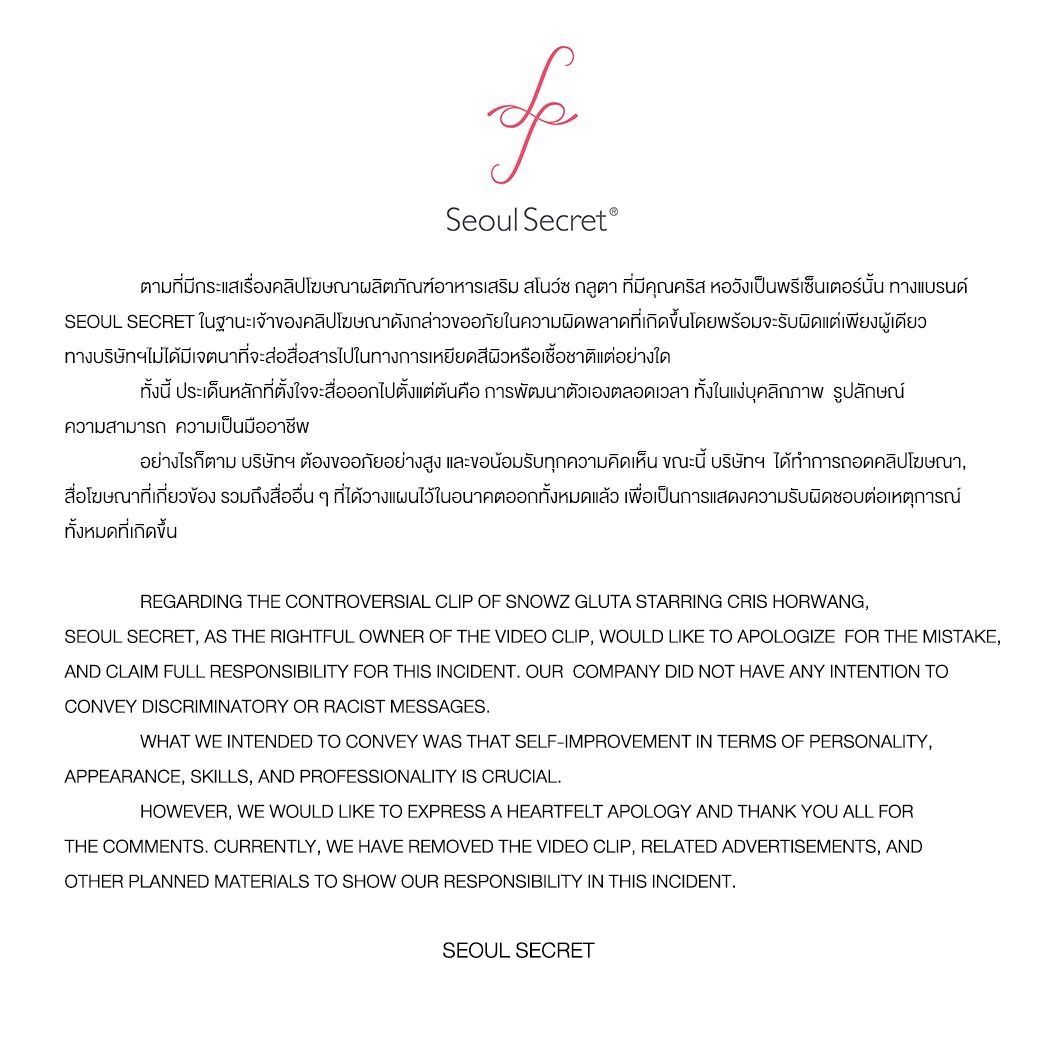 Seoul Secret®
ตามที่มีกระแสเรื่องคลิปโฆษณาผลิตภัณฑ์อาหารเสริม สโนว์ซ กลูตา ที่มีคุณคริส หอวังเป็นพรีเซ็นเตอร์นั้น ทางแบรนด์
SEOUL SECRET ในฐานะเจ้าของคลิปโฆษณาดังกล่าวขออภัยในความผิดพลาดที่เกิดขึ้นโดยพร้อมจะรับผิดแต่เพียงผู้เดียว
ทางบริษัทฯไม่ได้มีเจตนาที่จะส่อสื่อสารไปในทางการเหยียดสีผิวหรือเชื้อชาติแต่อย่างใด
ทั้งนี้ ประเด็นหลักที่ตั้งใจจะสื่อออกไปตั้งแต่ต้นคือ การพัฒนาตัวเองตลอดเวลา ทั้งในแง่บุคลิกภาพ รูปลักษณ์
ความสามารถ ความเป็นมืออาชีพ
อย่างไรก็ตาม บริษัทฯ ต้องขออภัยอย่างสูง และขอน้อมรับทุกความคิดเห็น ขณะนี้ บริษัทฯ ได้ทำการถอดคลิปโฆษณา,
สื่อโฆษณาที่เกี่ยวข้อง รวมถึงสื่ออื่น ๆ ที่ได้วางแผนไว้ในอนาคตออกทั้งหมดแล้ว เพื่อเป็นการแสดงความรับผิดชอบต่อเหตุการณ์
ทั้งหมดที่เกิดขึ้น
REGARDING THE CONTROVERSIAL CLIP OF SNOWZ GLUTA STARRING CRIS HORWANG,
SEOUL SECRET, AS THE RIGHTFUL OWNER OF THE VIDEO CLIP, WOULD LIKE TO APOLOGIZE FOR THE MISTAKE,
AND CLAIM FULL RESPONSIBILITY FOR THIS INCIDENT. OUR COMPANY DID NOT HAVE ANY INTENTION TO
CONVEY DISCRIMINATORY OR RACIST MESSAGES.
WHAT WE INTENDED TO CONVEY WAS THAT SELF-IMPROVEMENT IN TERMS OF PERSONALITY,
APPEARANCE, SKILLS, AND PROFESSIONALITY IS CRUCIAL.
HOWEVER, WE WOULD LIKE TO EXPRESS A HEARTFELT APOLOGY AND THANK YOU ALL FOR
THE COMMENTS. CURRENTLY, WE HAVE REMOVED THE VIDEO CLIP, RELATED ADVERTISEMENTS, AND
OTHER PLANNED MATERIALS TO SHOW OUR RESPONSIBILITY IN THIS INCIDENT.
SEOUL SECRET